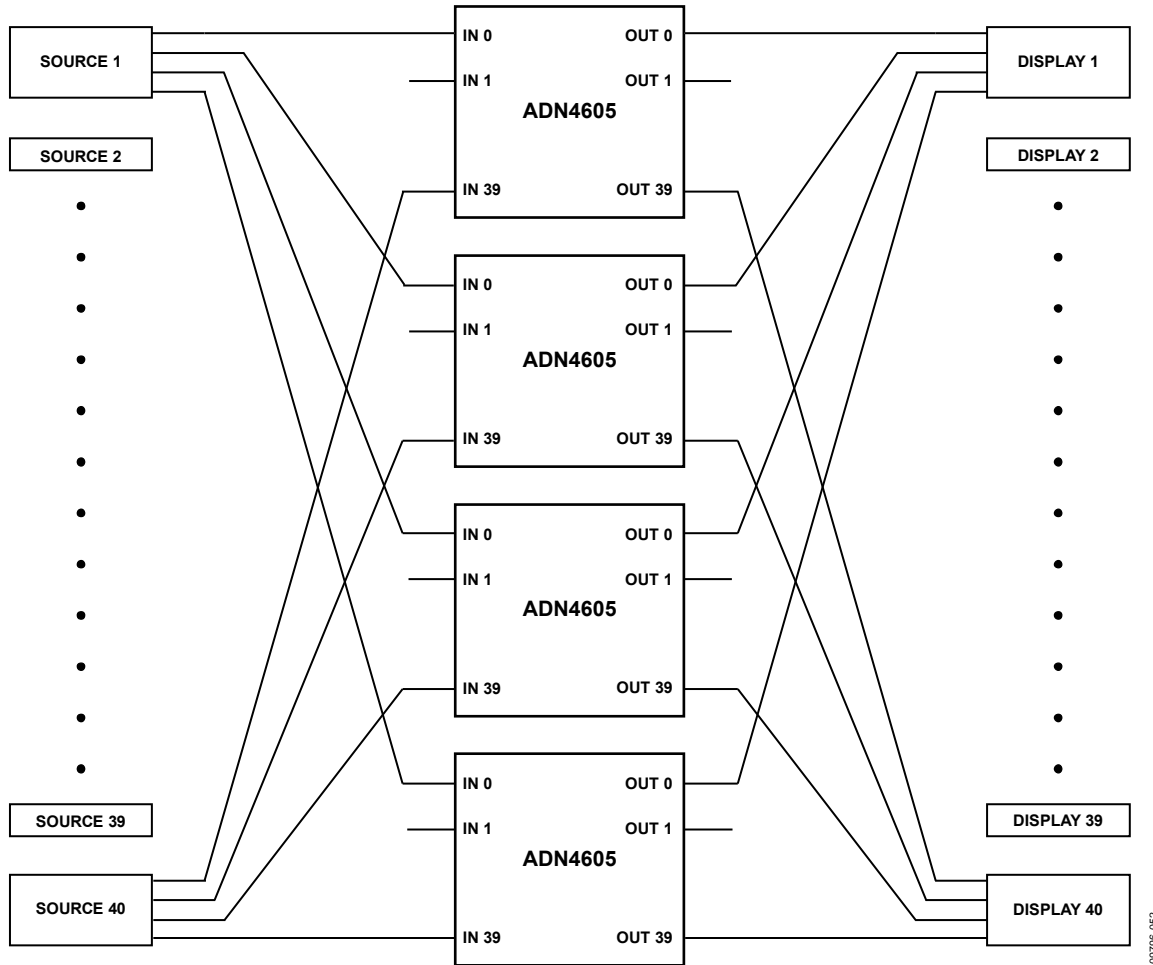 SOURCE 1
SOURCE 2
SOURCE 39
SOURCE 40
IN 0
OUT 0
IN 1
OUT 1
ADN4605
IN 39
OUT 39
IN 0
OUT 0
IN 1
OUT 1
ADN4605
IN 39
OUT 39
IN 0
OUT 0
IN 1
OUT 1
ADN4605
IN 39
OUT 39
IN 0
OUT 0
IN 1
OUT 1
ADN4605
IN 39
OUT 39
DISPLAY 1
DISPLAY 2
DISPLAY 39
DISPLAY 40